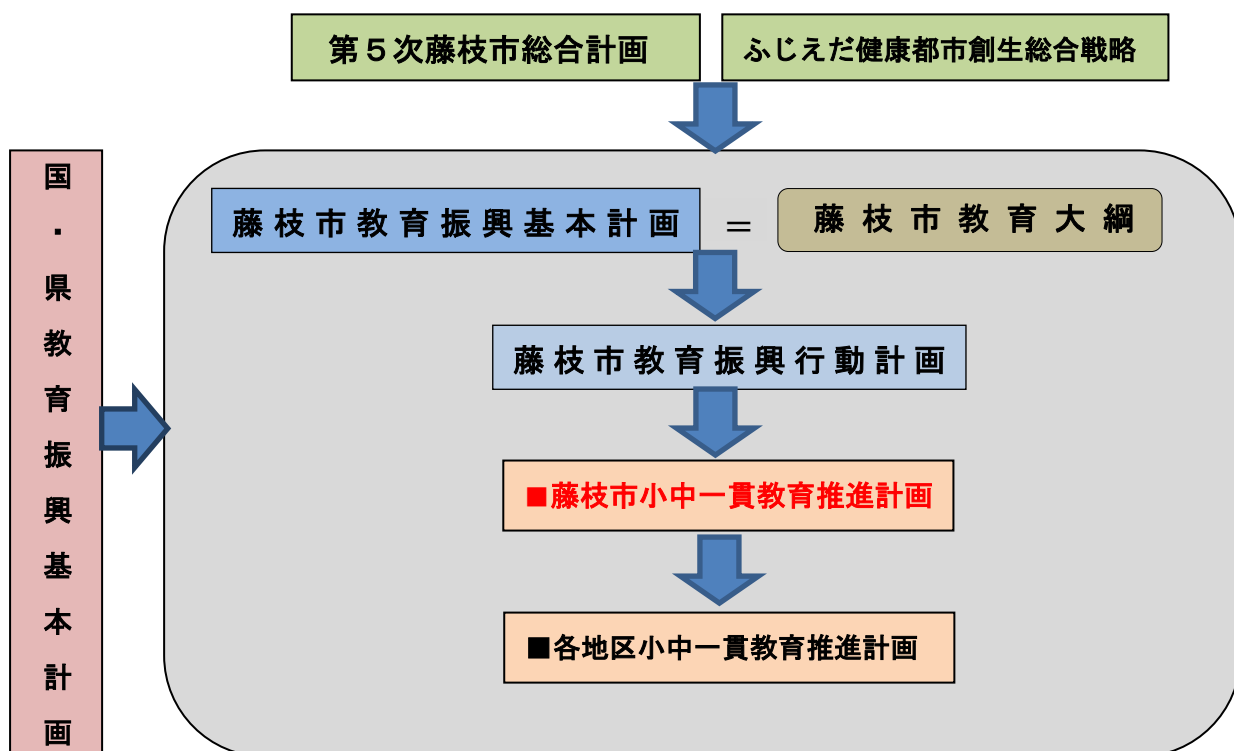 第５次藤枝市総合計画
ふじえだ健康都市創生総合戦略
国・県教育振興基本計画
藤枝市教育振興基本計画
＝
藤枝市教育大綱
藤枝市教育振興行動計画
■藤枝市小中一貫教育推進計画
■各地区小中一貫教育推進計画